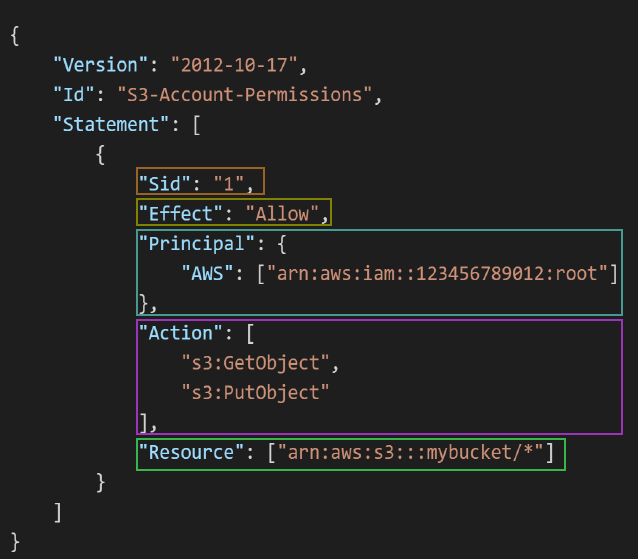 {
    "Version": "2012-10-17",
    "Id": "S3-Account-Permissions",
    "Statement": [
        {
            "Sid": "1",
            "Effect": "Allow",
            "Principal": {
                "AWS": ["arn:aws:iam::123456789012:root"]
            },
            "Action": [
                "s3:GetObject",
                "s3:PutObject"
            ],
            "Resource": ["arn:aws:s3:::mybucket/*"]
        }
    ]
}